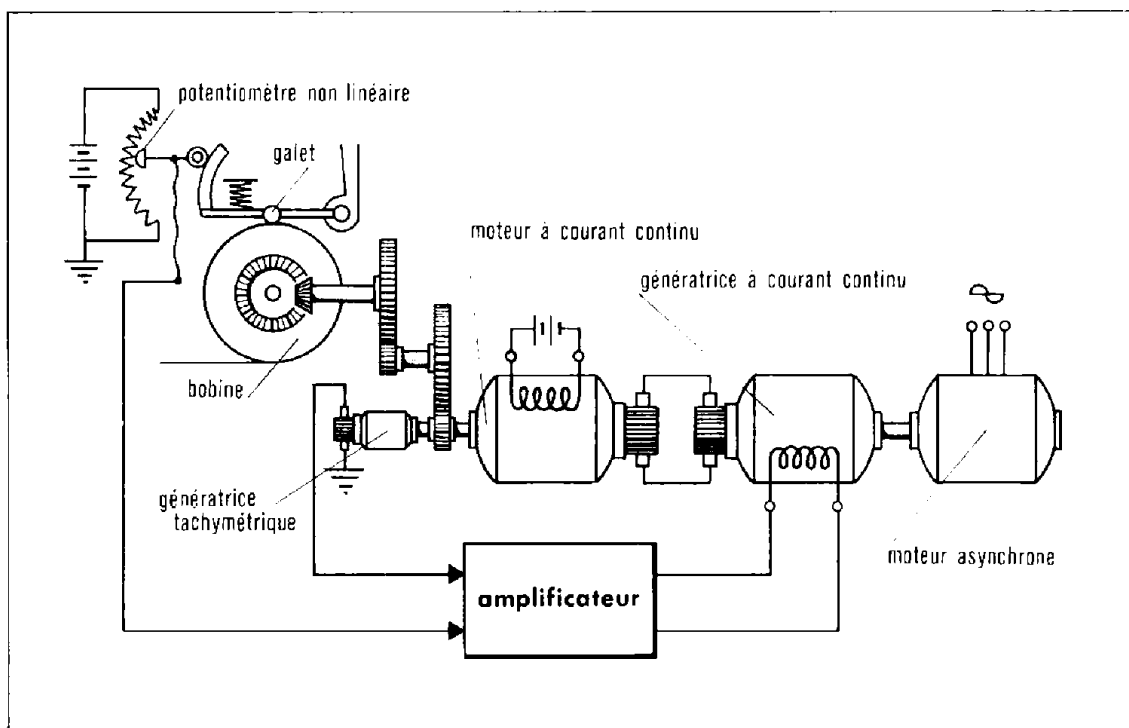 potentiomètre non linéaire
galet
moteur à courant continu
génératrice à courant continu
bobine
génératrice
tachymétrique
moteur asynchrone
amplificateur